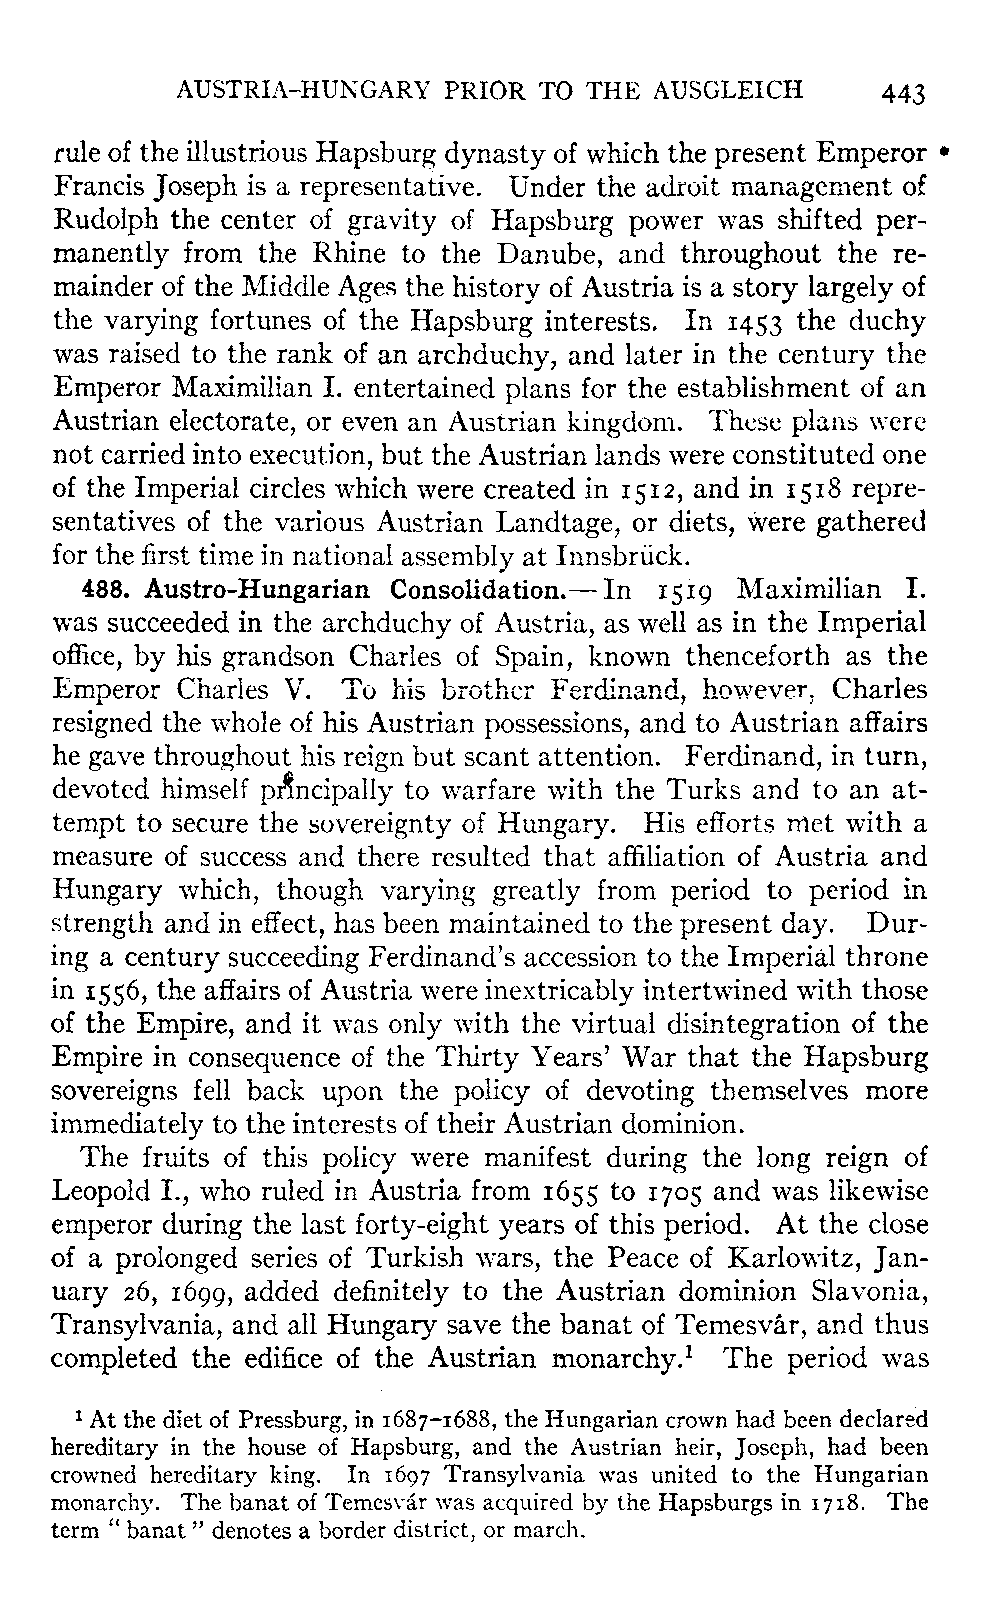 AUSTRIA-HUNGARY PRIOR TO THE AUSGLEICH 443
rule of the illustrious Hapsburg dynasty of which the present Emperor
Francis Joseph is a representative. Under the adroit management of
Rudolph the center of gravity of Hapsburg power was shifted per-
manently from the Rhine to the Danube, and throughout the re-
mainder of the Middle Ages the history of Austria is a story largely of
the varying fortunes of the Hapsburg interests. In 1453 the duchy
was raised to the rank of an archduchy, and later in the century the
Emperor Maximilian I. entertained plans for the establishment of an
Austrian electorate, or even an Austrian kingdom. These plans were
not carried into execution, but the Austrian lands were constituted one
of the Imperial circles which were created in 1512, and in 1518 repre-
sentatives of the various Austrian Landtage, or diets, were gathered
for the first time in national assembly at Innsbrück.
488. Austro-Hungarian Consolidation.—In 1519 Maximilian I.
was succeeded in the archduchy of Austria, as well as in the Imperial
office, by his grandson Charles of Spain, known thenceforth as the
Emperor Charles V. To his brother Ferdinand, however, Charles
resigned the whole of his Austrian possessions, and to Austrian affairs
he gave throughout his reign but scant attention. Ferdinand, in turn,
devoted himself principally to warfare with the Turks and to an at-
tempt to secure the sovereignty of Hungary. His efforts met with a
measure of success and there resulted that affiliation of Austria and
Hungary which, though varying greatly from period to period in
strength and in effect, has been maintained to the present day. Dur-
ing a century succeeding Ferdinand's accession to the Imperial throne
in 1556, the affairs of Austria were inextricably intertwined with those
of the Empire, and it was only with the virtual disintegration of the
Empire in consequence of the Thirty Years' War that the Hapsburg
sovereigns fell back upon the policy of devoting themselves more
immediately to the interests of their Austrian dominion.
The fruits of this policy were manifest during the long reign of
Leopold I., who ruled in Austria from 1655 to 1705 and was likewise
emperor during the last forty-eight years of this period. At the close
of a prolonged series of Turkish wars, the Peace of Karlowitz, Jan-
uary 26, 1699, added definitely to the Austrian dominion Slavonia,
Transylvania, and all Hungary save the banat of Temesvár, and thus
completed the edifice of the Austrian monarchy.¹ The period was
¹ At the diet of Pressburg, in 1687–1688, the Hungarian crown had been declared
hereditary in the house of Hapsburg, and the Austrian heir, Joseph, had been
crowned hereditary king. In 1697 Transylvania was united to the Hungarian
monarchy. The banat of Temesvár was acquired by the Hapsburgs in 1718. The
term "banat" denotes a border district, or march.